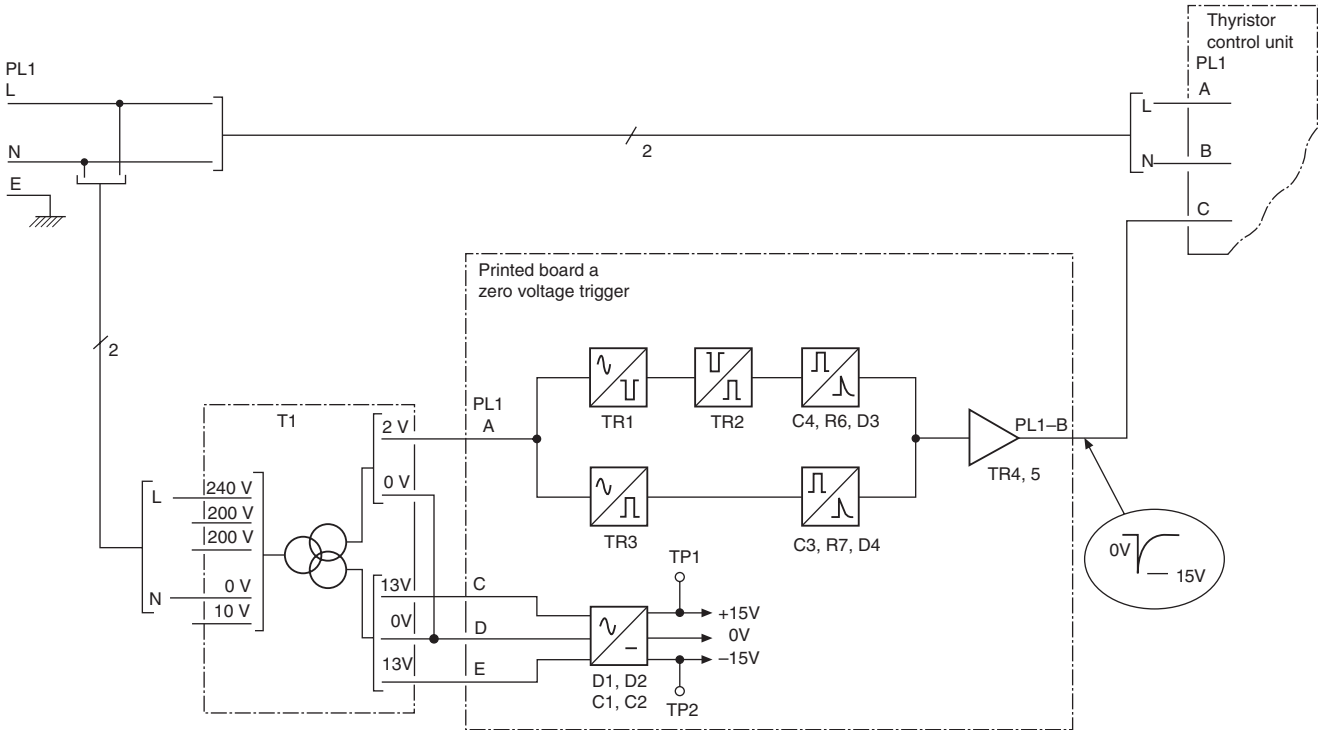 Thyristor
control unit
PL1
A
L
B
N
C
PL1
L
N
E
2
2
Printed board a
zero voltage trigger
TR1
TR2
C4, R6, D3
PL1
A
PL1–B
TR4, 5
TR3
C3, R7, D4
T1
2 V
0 V
L
240 V
200 V
200 V
0 V
N
10 V
13V
0V
13V
C
D
E
TP1
+15V
0V
–15V
TP2
D1, D2
C1, C2
0V
15V